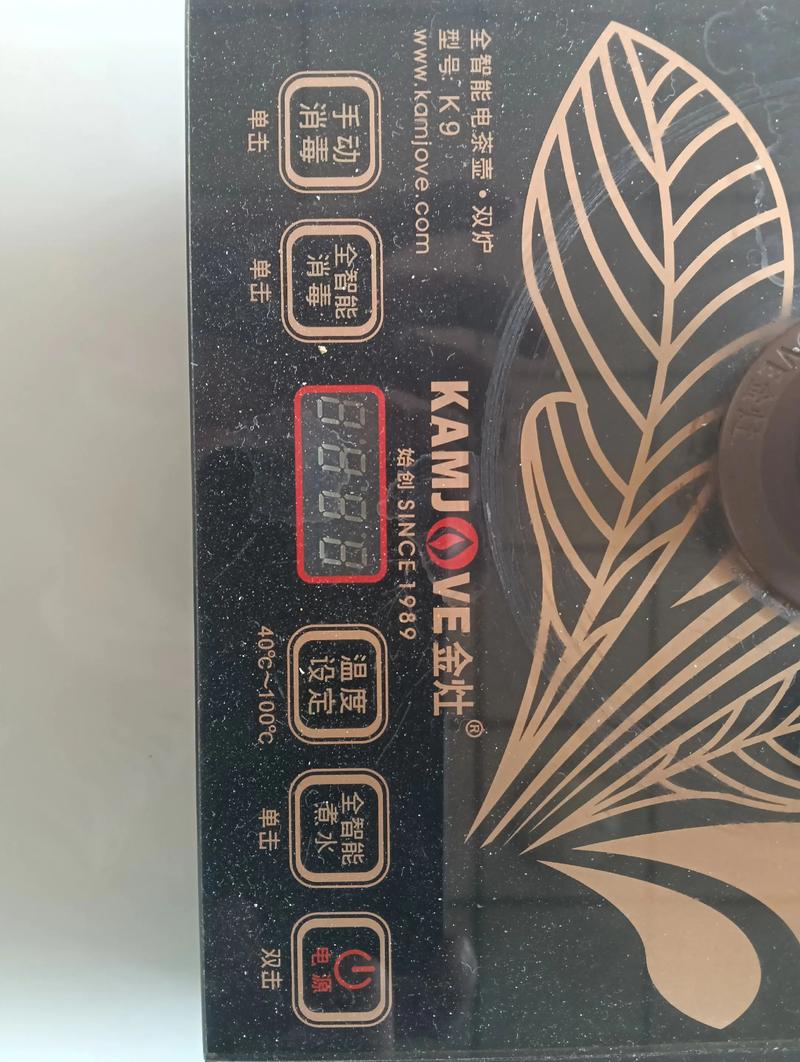 全智能电茶壶·双炉
型号：K9
www.kamjove.com
KAMJOVE金灶®
始创 SINCE 1989
手动
消毒
单击
全智能
消毒
单击
温度
设定
40℃~100℃
全智能
煮水
单击
电源
双击
金灶